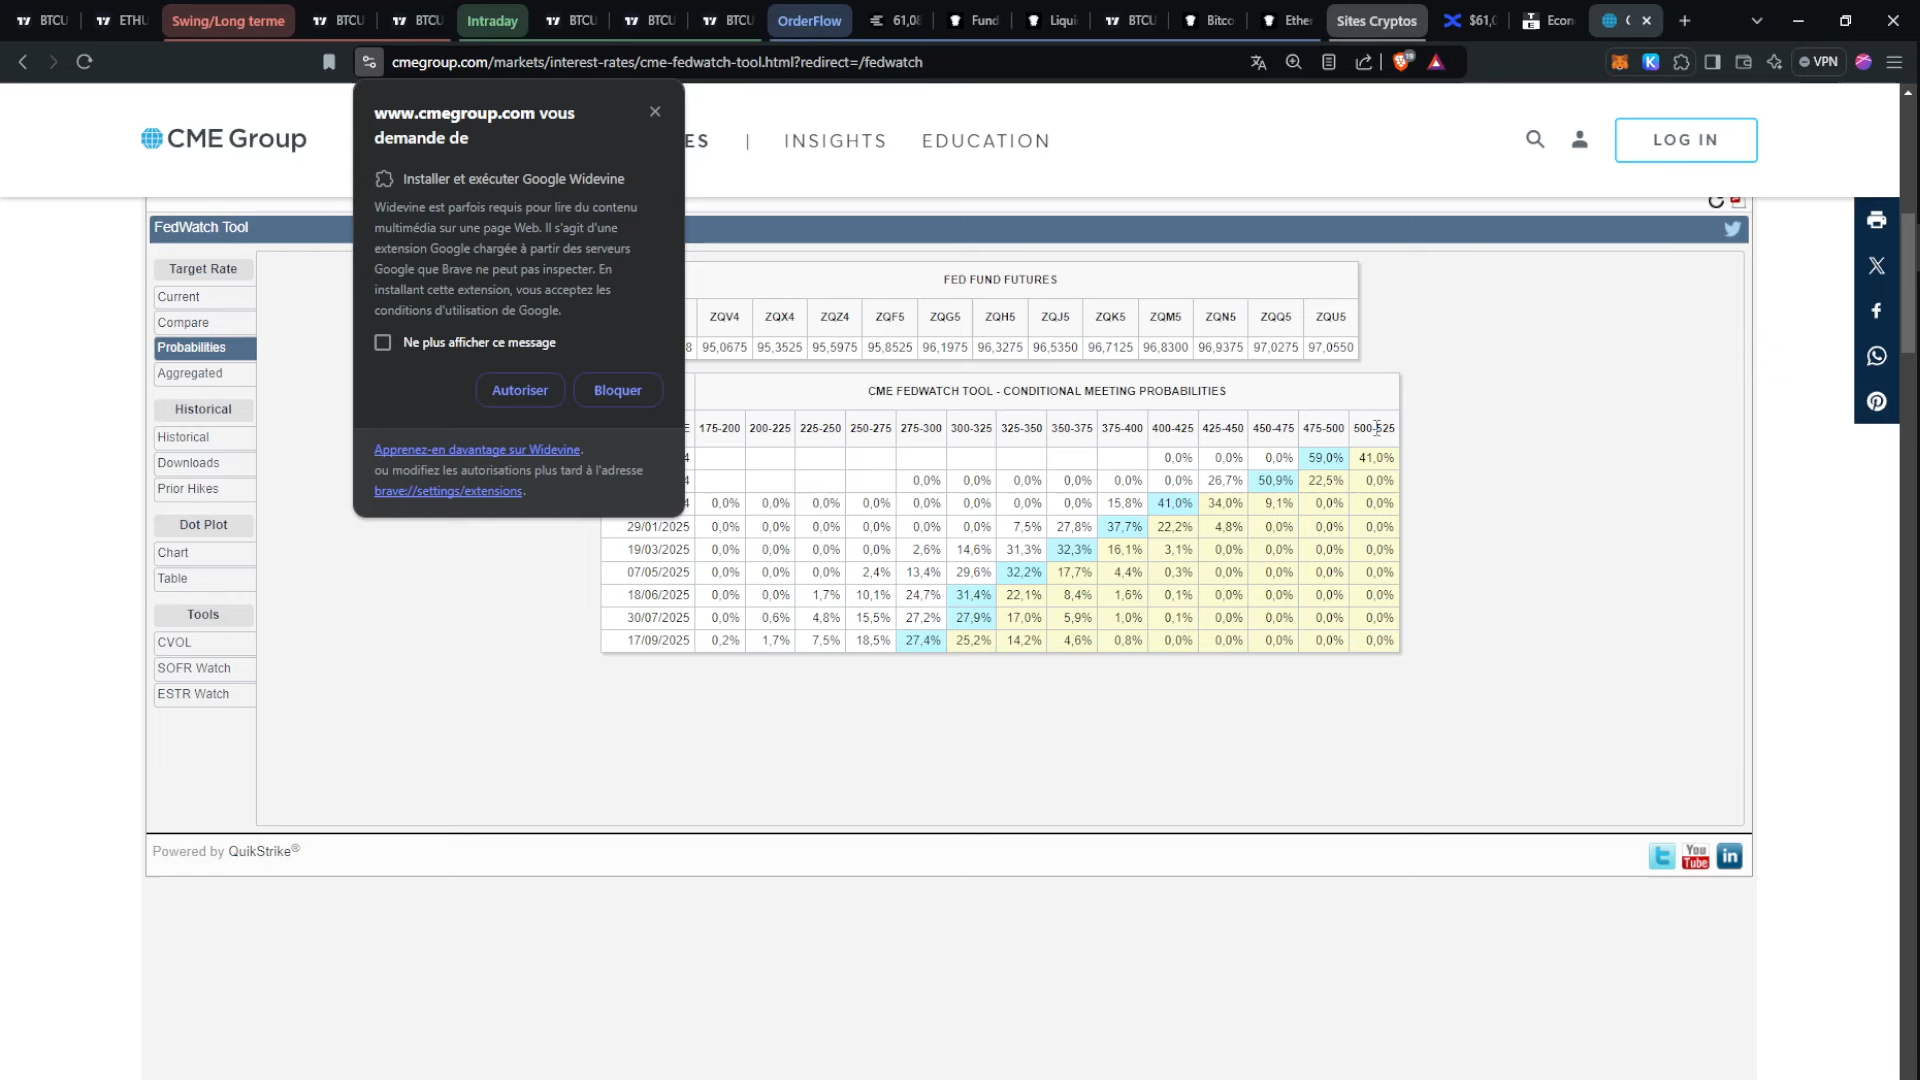 BTCU ETHU Swing/Long terme BTCU BTCU Intraday BTCU BTCU BTCU OrderFlow 61,08 Fund Liqui BTCU Bitco Ethe Sites Cryptos $61,0 Econ
cmegroup.com/markets/interest-rates/cme-fedwatch-tool.html?redirect=/fedwatch
VPN
CME Group
ES | INSIGHTS EDUCATION
LOG IN
www.cmegroup.com vous
demande de
Installer et exécuter Google Widevine
Widevine est parfois requis pour lire du contenu
multimédia sur une page Web. Il s'agit d'une
extension Google chargée à partir des serveurs
Google que Brave ne peut pas inspecter. En
installant cette extension, vous acceptez les
conditions d'utilisation de Google.
Ne plus afficher ce message
Autoriser Bloquer
Apprenez-en davantage sur Widevine.
ou modifiez les autorisations plus tard à l'adresse
brave://settings/extensions.
FedWatch Tool
Target Rate
Current
Compare
Probabilities
Aggregated
Historical
Historical
Downloads
Prior Hikes
Dot Plot
Chart
Table
Tools
CVOL
SOFR Watch
ESTR Watch
FED FUND FUTURES
ZQV4 ZQX4 ZQZ4 ZQF5 ZQG5 ZQH5 ZQJ5 ZQK5 ZQM5 ZQN5 ZQQ5 ZQU5
8 95,0675 95,3525 95,5975 95,8525 96,1975 96,3275 96,5350 96,7125 96,8300 96,9375 97,0275 97,0550
CME FEDWATCH TOOL - CONDITIONAL MEETING PROBABILITIES
E 175-200 200-225 225-250 250-275 275-300 300-325 325-350 350-375 375-400 400-425 425-450 450-475 475-500 500-525
4 0,0% 0,0% 0,0% 59,0% 41,0%
4 0,0% 0,0% 0,0% 0,0% 0,0% 0,0% 26,7% 50,9% 22,5% 0,0%
4 0,0% 0,0% 0,0% 0,0% 0,0% 0,0% 0,0% 0,0% 15,8% 41,0% 34,0% 9,1% 0,0% 0,0%
29/01/2025 0,0% 0,0% 0,0% 0,0% 0,0% 0,0% 7,5% 27,8% 37,7% 22,2% 4,8% 0,0% 0,0% 0,0%
19/03/2025 0,0% 0,0% 0,0% 0,0% 2,6% 14,6% 31,3% 32,3% 16,1% 3,1% 0,0% 0,0% 0,0% 0,0%
07/05/2025 0,0% 0,0% 0,0% 2,4% 13,4% 29,6% 32,2% 17,7% 4,4% 0,3% 0,0% 0,0% 0,0% 0,0%
18/06/2025 0,0% 0,0% 1,7% 10,1% 24,7% 31,4% 22,1% 8,4% 1,6% 0,1% 0,0% 0,0% 0,0% 0,0%
30/07/2025 0,0% 0,6% 4,8% 15,5% 27,2% 27,9% 17,0% 5,9% 1,0% 0,1% 0,0% 0,0% 0,0% 0,0%
17/09/2025 0,2% 1,7% 7,5% 18,5% 27,4% 25,2% 14,2% 4,6% 0,8% 0,0% 0,0% 0,0% 0,0% 0,0%
Powered by QuikStrike®
You
Tube
in